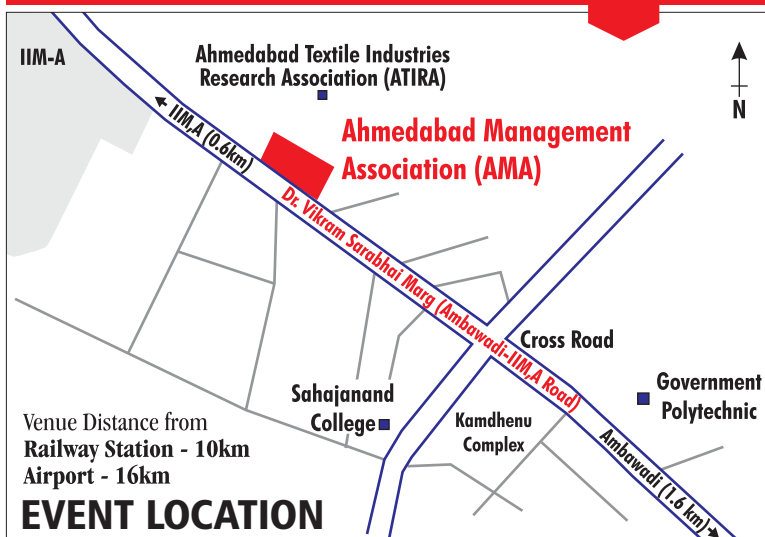 IIM-A
Ahmedabad Textile Industries
Research Association (ATIRA)
N
IIM,A (0.6km)
Ahmedabad Management
Association (AMA)
Dr. Vikram Sarabhai Marg (Ambawadi-IIM,A Road)
Cross Road
Sahajanand
College
Government
Polytechnic
Kamdhenu
Complex
Ambawadi (1.6 km)
Venue Distance from
Railway Station - 10km
Airport - 16km
EVENT LOCATION